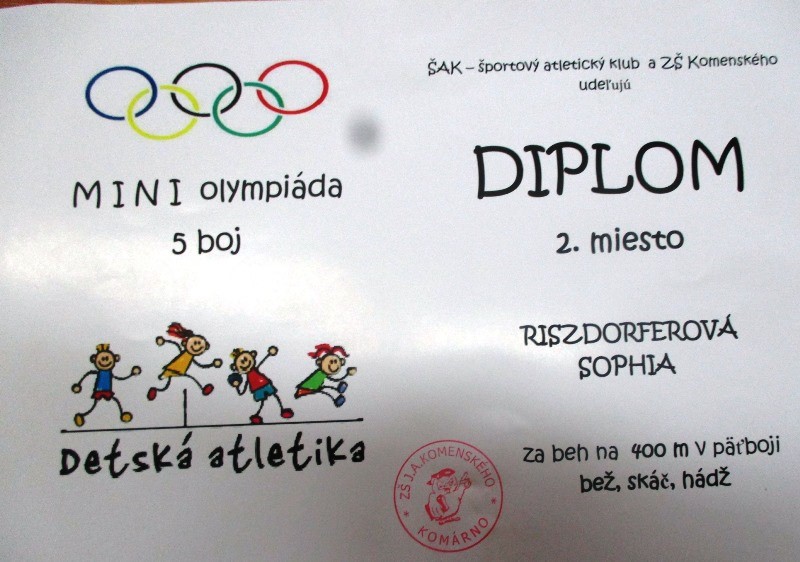 MINI olympiáda
5 boj
Detská atletika
ŠAK – športový atletický klub a ZŠ Komenského
udeľujú
DIPLOM
2. miesto
RISZDORFEROVÁ
SOPHIA
za beh na 400 m v päťboji
bež, skáč, hádž
* ZŠ J.A.KOMENSKÉHO *
KOMÁRNO